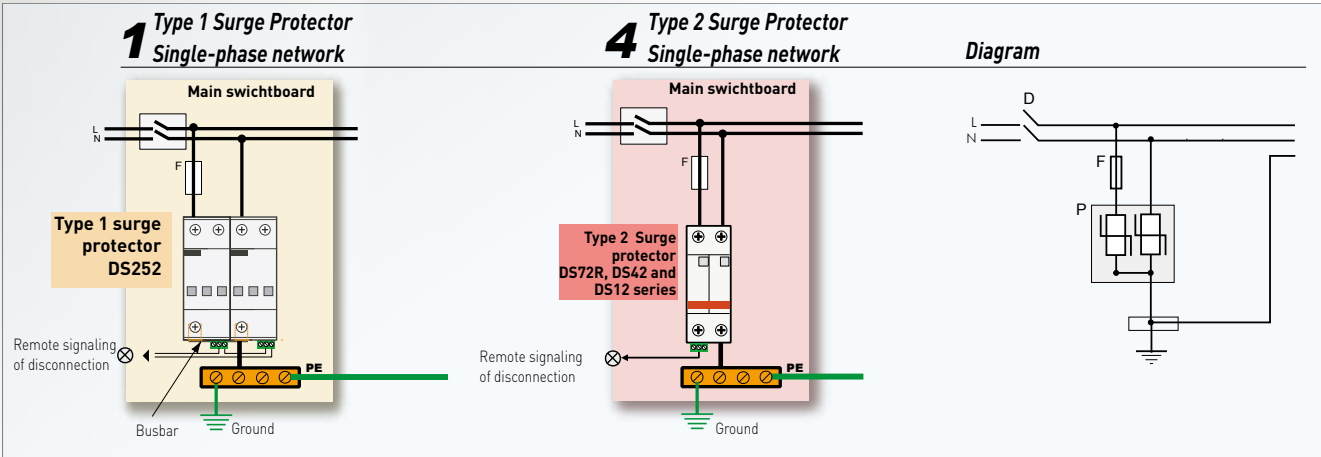 1 Type 1 Surge Protector
Single-phase network
Main swichtboard
L
N
F
Type 1 surge
protector
DS252
Remote signaling
of disconnection
PE
Busbar
Ground
4 Type 2 Surge Protector
Single-phase network
Main swichtboard
L
N
F
Type 2 Surge
protector
DS72R, DS42 and
DS12 series
Remote signaling
of disconnection
PE
Ground
Diagram
D
L
N
F
P